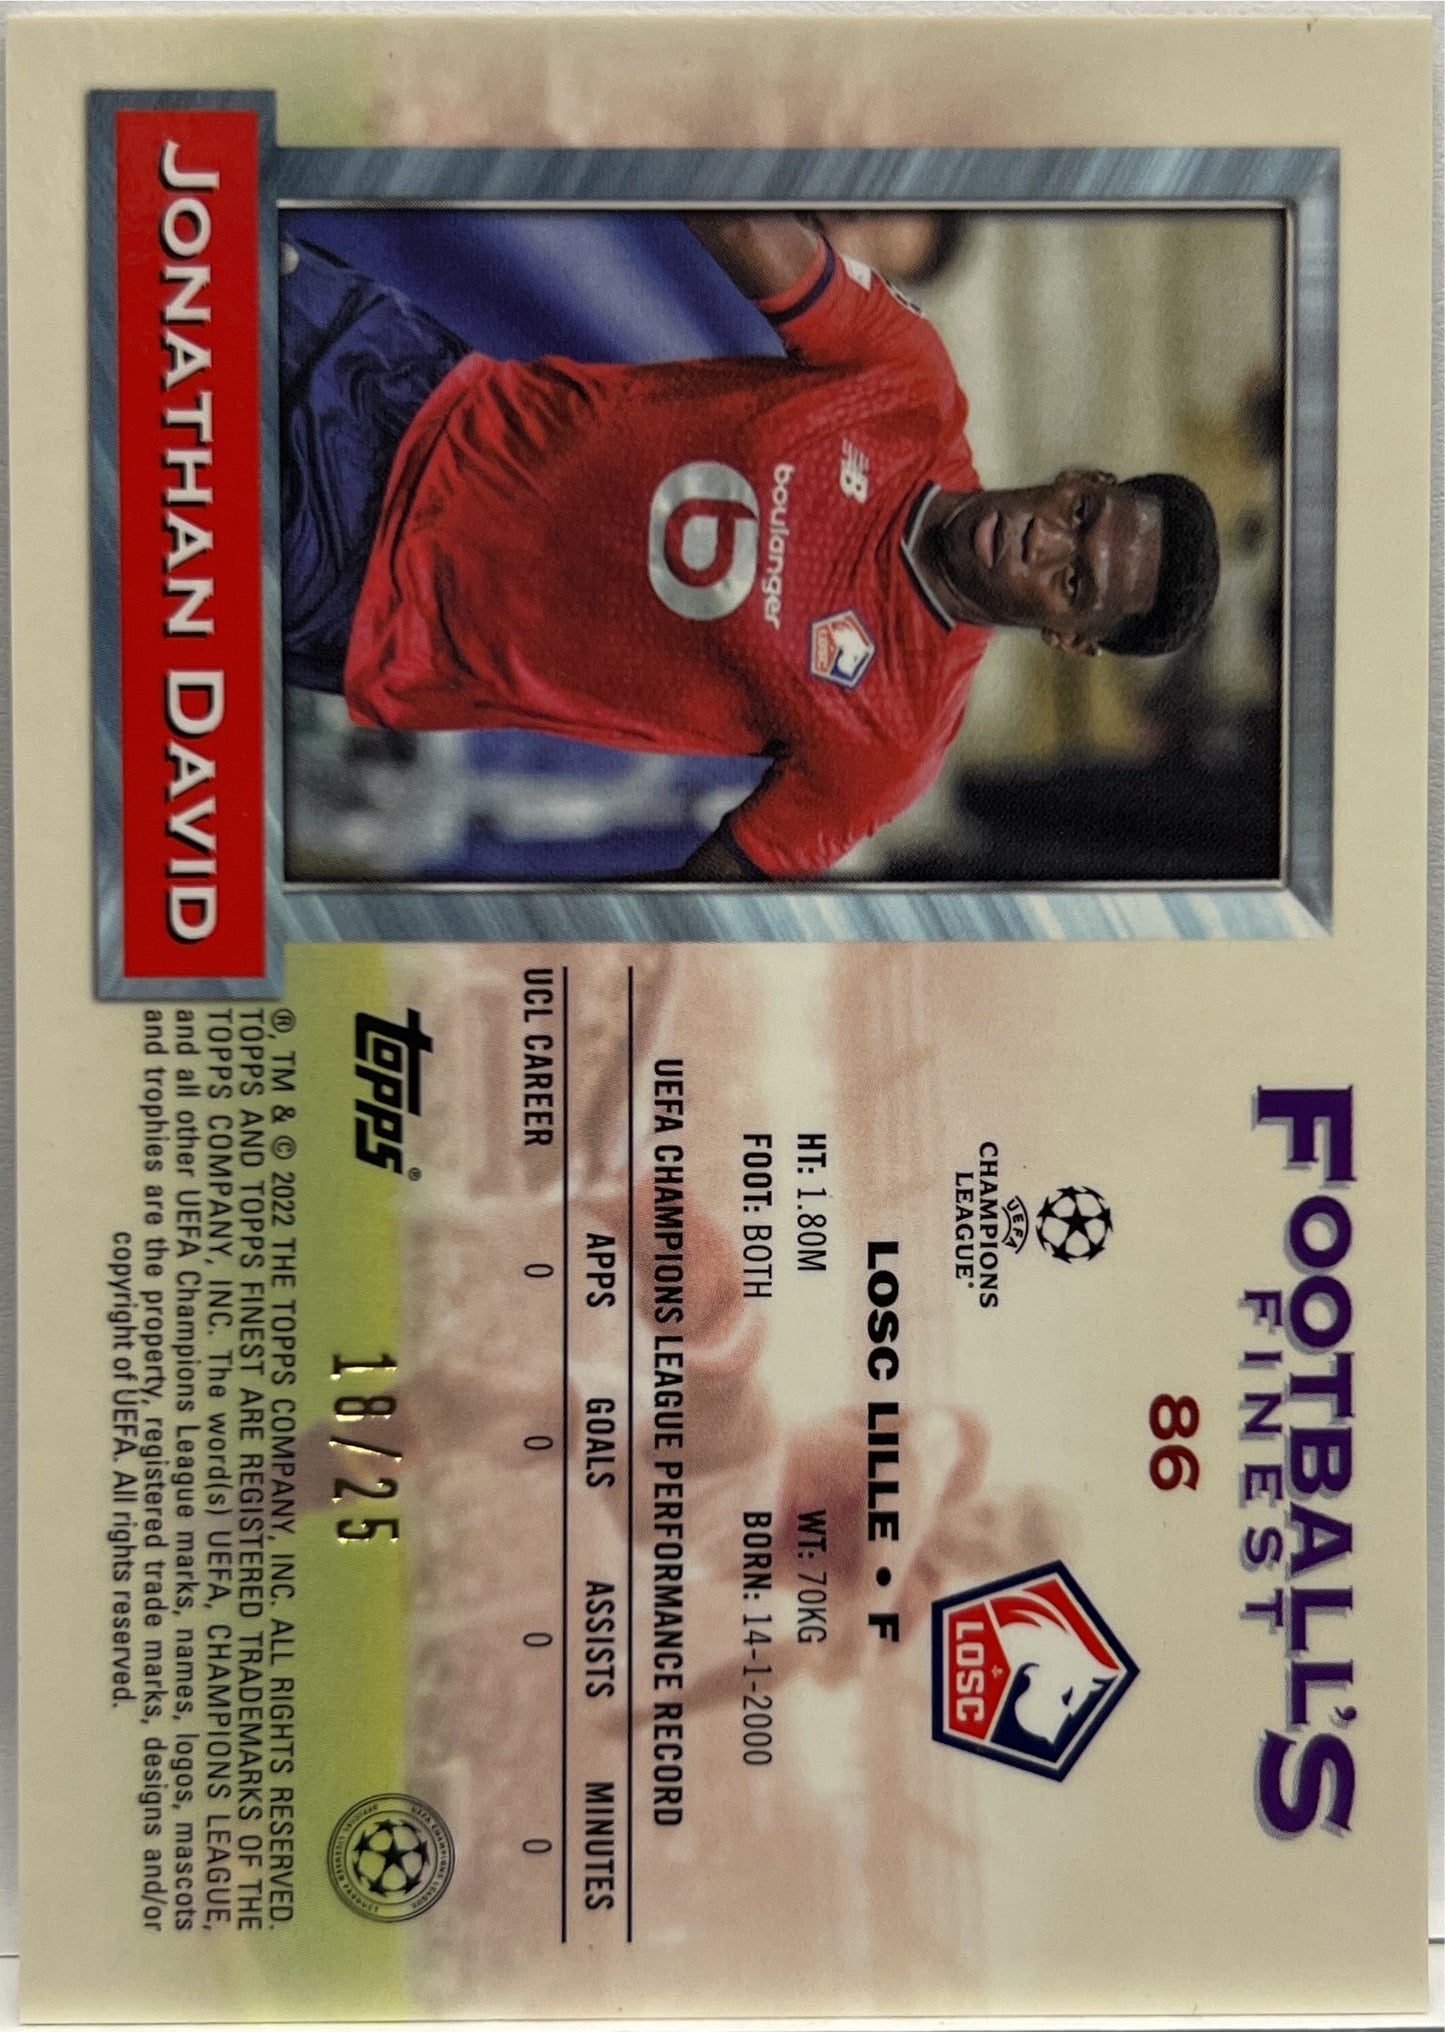 FOOTBALL'S
FINEST
86
UEFA
CHAMPIONS
LEAGUE®
LOSC
LOSC LILLE • F
HT: 1.80M WT: 70KG
FOOT: BOTH BORN: 14-1-2000
UEFA CHAMPIONS LEAGUE PERFORMANCE RECORD
APPS GOALS ASSISTS MINUTES
UCL CAREER 0 0 0 0
topps®
18/25
®, TM & © 2022 THE TOPPS COMPANY, INC. ALL RIGHTS RESERVED.
TOPPS AND TOPPS FINEST ARE REGISTERED TRADEMARKS OF THE
TOPPS COMPANY, INC. The word(s) UEFA, CHAMPIONS LEAGUE,
and all other UEFA Champions League marks, names, logos, mascots
and trophies are the property, registered trade marks, designs and/or
copyright of UEFA. All rights reserved.
JONATHAN DAVID
NB
boulanger
b
LOSC